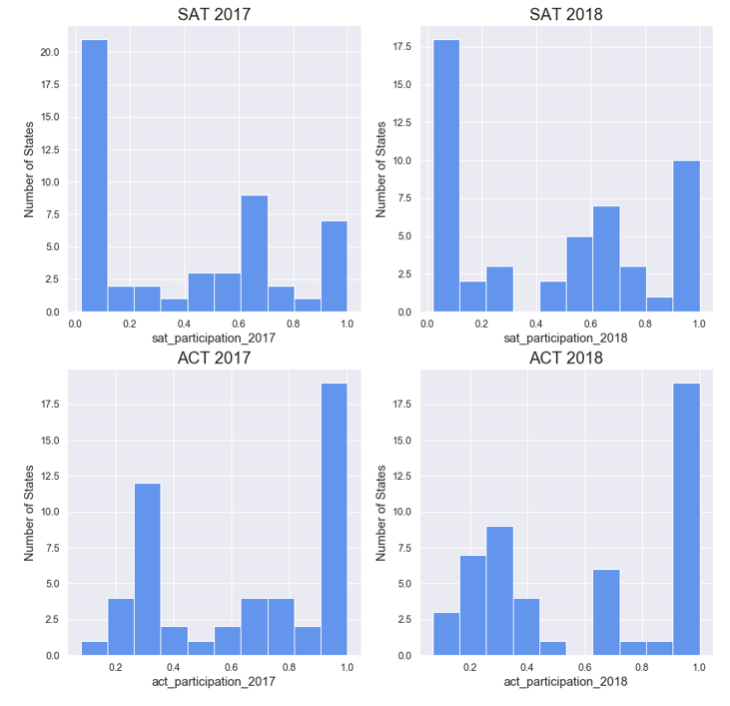 SAT 2017
Number of States
20.0
17.5
15.0
12.5
10.0
7.5
5.0
2.5
0.0
0.0 0.2 0.4 0.6 0.8 1.0
sat_participation_2017
SAT 2018
Number of States
17.5
15.0
12.5
10.0
7.5
5.0
2.5
0.0
0.0 0.2 0.4 0.6 0.8 1.0
sat_participation_2018
ACT 2017
Number of States
17.5
15.0
12.5
10.0
7.5
5.0
2.5
0.0
0.2 0.4 0.6 0.8 1.0
act_participation_2017
ACT 2018
Number of States
17.5
15.0
12.5
10.0
7.5
5.0
2.5
0.0
0.2 0.4 0.6 0.8 1.0
act_participation_2018